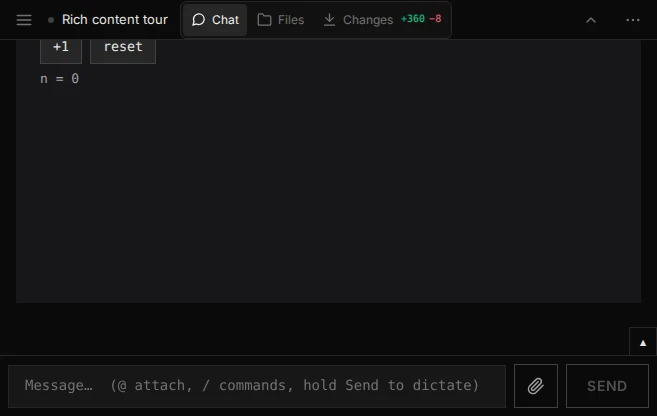 Rich content tour Chat Files Changes +360 −8
+1 reset
n = 0
Message… (@ attach, / commands, hold Send to dictate) SEND